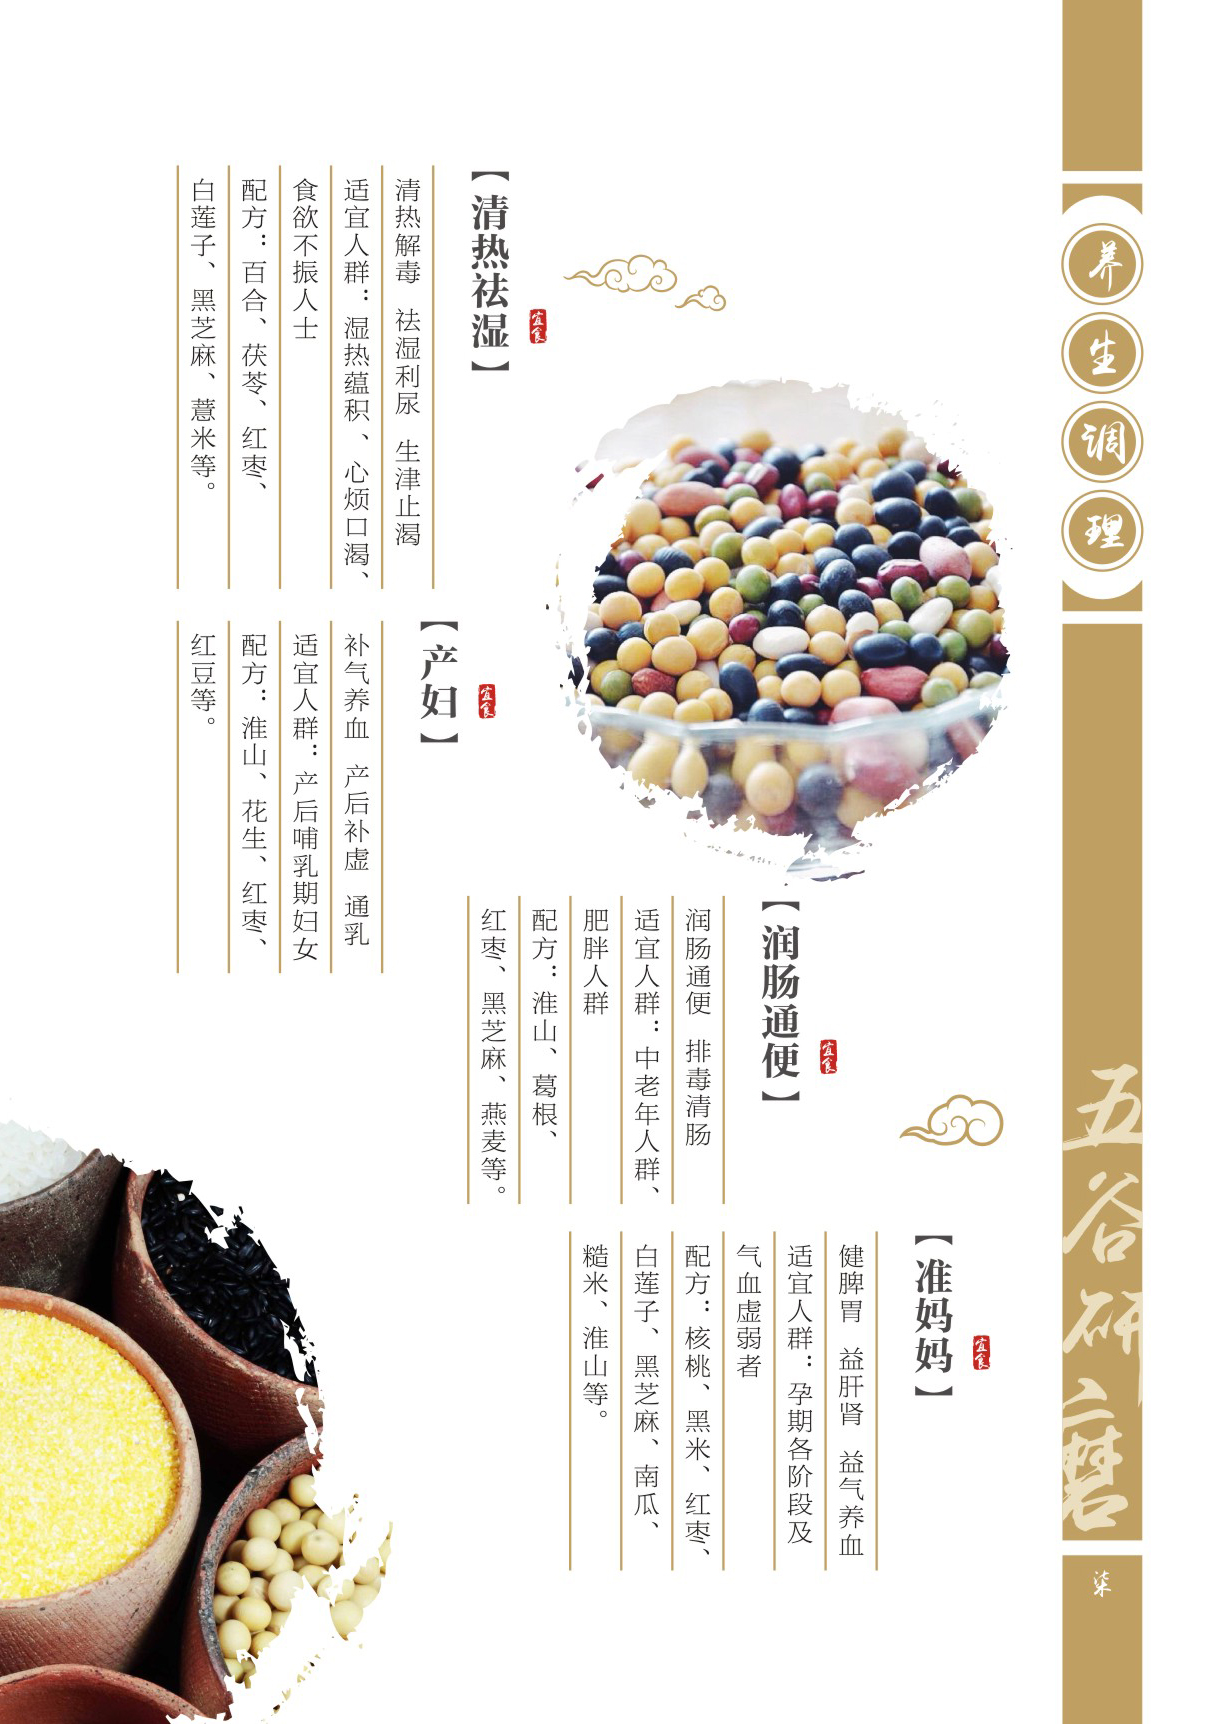 养生调理
五谷研磨
柒
【准妈妈】
宜食
健脾胃 益肝肾 益气养血
适宜人群：孕期各阶段及
气血虚弱者
配方：核桃、黑米、红枣、
白莲子、黑芝麻、南瓜、
糙米、淮山等。
【润肠通便】
宜食
润肠通便 排毒清肠
适宜人群：中老年人群、
肥胖人群
配方：淮山、葛根、
红枣、黑芝麻、燕麦等。
【清热祛湿】
宜食
清热解毒 祛湿利尿 生津止渴
适宜人群：湿热蕴积、心烦口渴、
食欲不振人士
配方：百合、茯苓、红枣、
白莲子、黑芝麻、薏米等。
【产妇】
宜食
补气养血 产后补虚 通乳
适宜人群：产后哺乳期妇女
配方：淮山、花生、红枣、
红豆等。